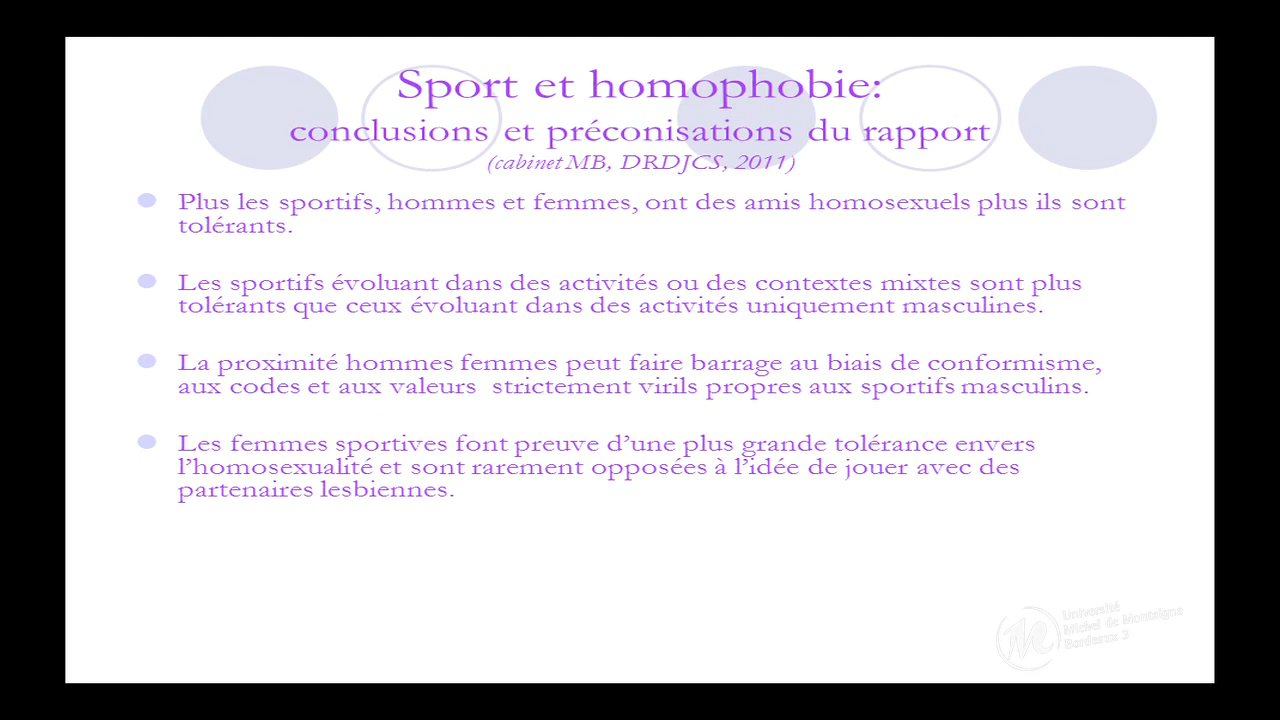 Sport et homophobie:
conclusions et préconisations du rapport
(cabinet MB, DRDJCS, 2011)
Plus les sportifs, hommes et femmes, ont des amis homosexuels plus ils sont
tolérants.
Les sportifs évoluant dans des activités ou des contextes mixtes sont plus
tolérants que ceux évoluant dans des activités uniquement masculines.
La proximité hommes femmes peut faire barrage au biais de conformisme,
aux codes et aux valeurs strictement virils propres aux sportifs masculins.
Les femmes sportives font preuve d’une plus grande tolérance envers
l’homosexualité et sont rarement opposées à l’idée de jouer avec des
partenaires lesbiennes.
Université
Michel de Montaigne
Bordeaux 3